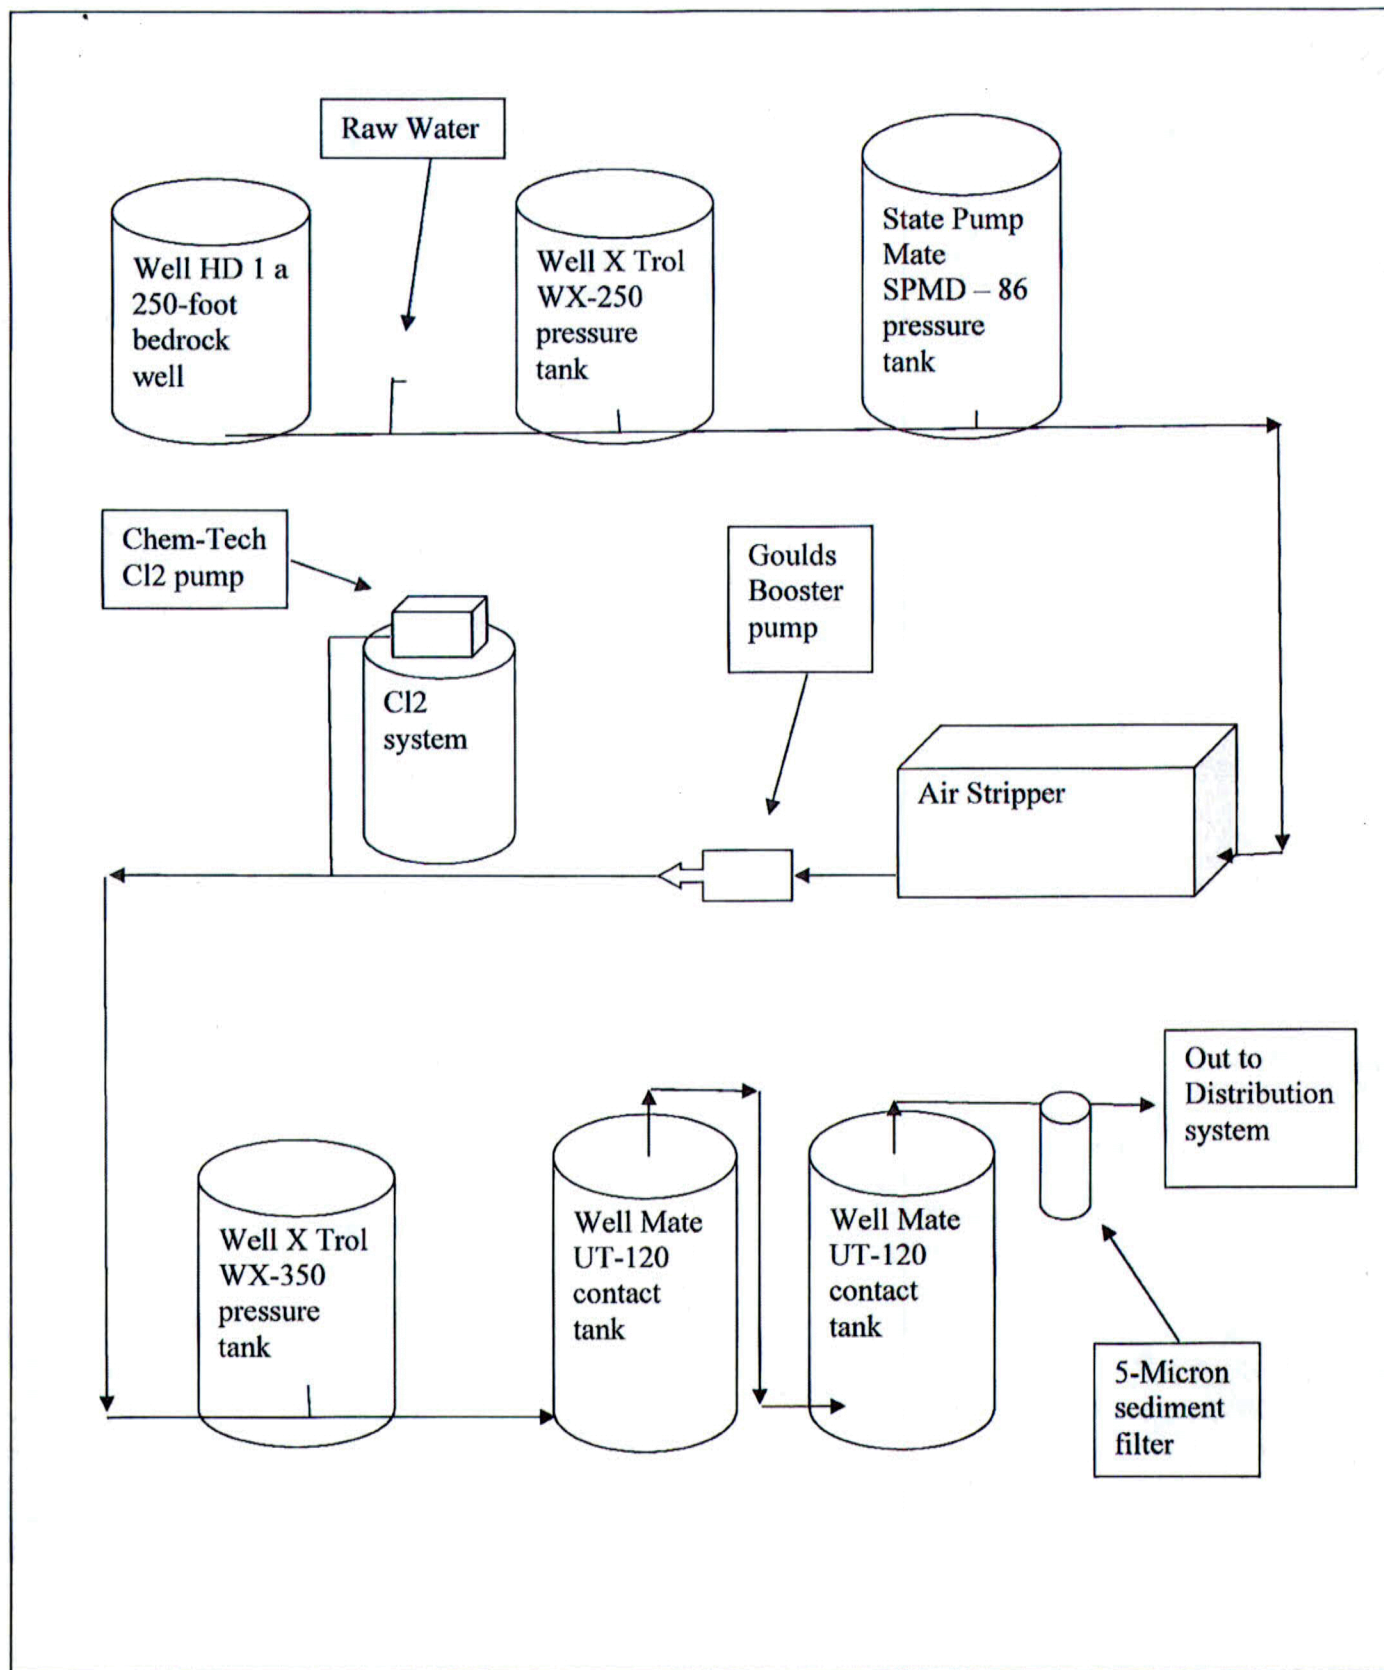 Raw Water
Well HD 1 a
250-foot
bedrock
well
Well X Trol
WX-250
pressure
tank
State Pump
Mate
SPMD – 86
pressure
tank
Chem-Tech
Cl2 pump
Cl2
system
Goulds
Booster
pump
Air Stripper
Well X Trol
WX-350
pressure
tank
Well Mate
UT-120
contact
tank
Well Mate
UT-120
contact
tank
Out to
Distribution
system
5-Micron
sediment
filter